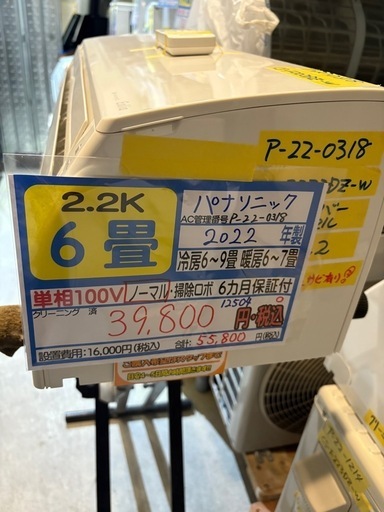 P-22-0318
DZ-W
2.2K
6畳
パナソニック
AC管理番号 P-22-0318
2022 年製
冷房6〜9畳 暖房6〜7畳
単相100V
ノーマル・掃除ロボ 6カ月保証付
クリーニング 済
12504
39,800 円・税込
設置費用:16,000円(税込) 合計:55,800円・税込